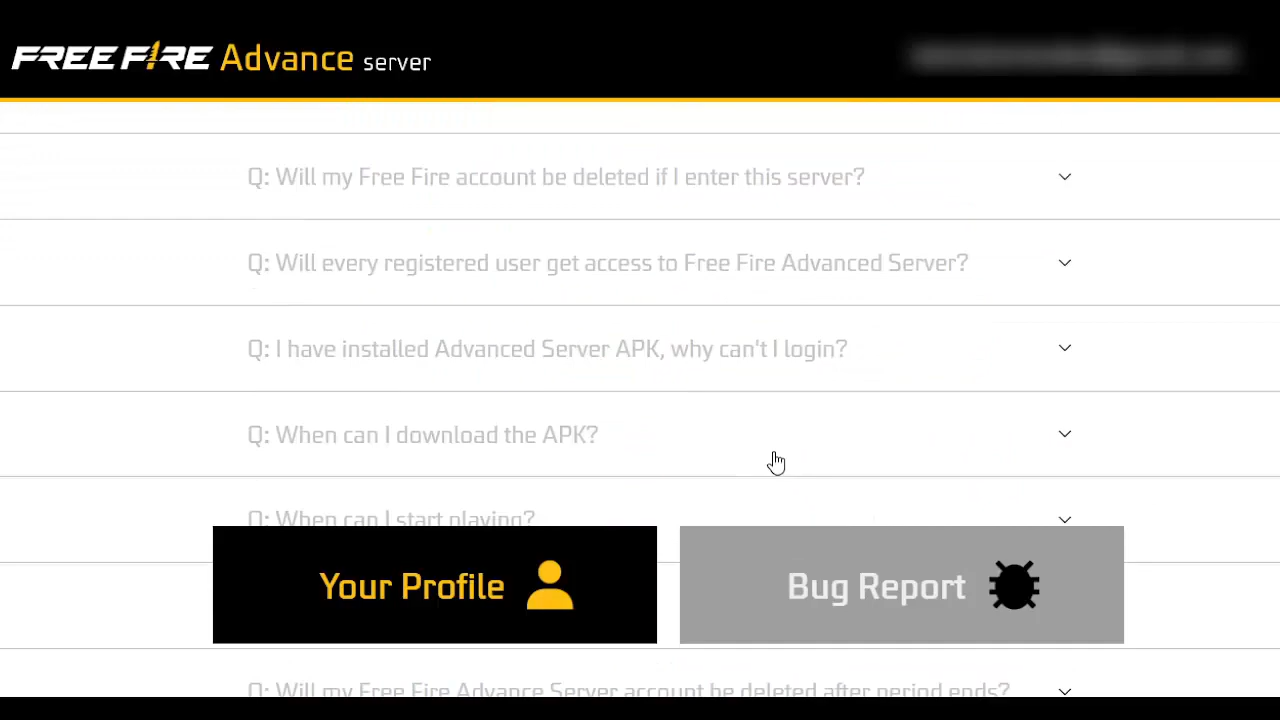 FREE FIRE Advance server
Q: Will my Free Fire account be deleted if I enter this server?
Q: Will every registered user get access to Free Fire Advanced Server?
Q: I have installed Advanced Server APK, why can't I login?
Q: When can I download the APK?
Q: When can I start playing?
Your Profile
Bug Report
Q: Will my Free Fire Advance Server account be deleted after period ends?